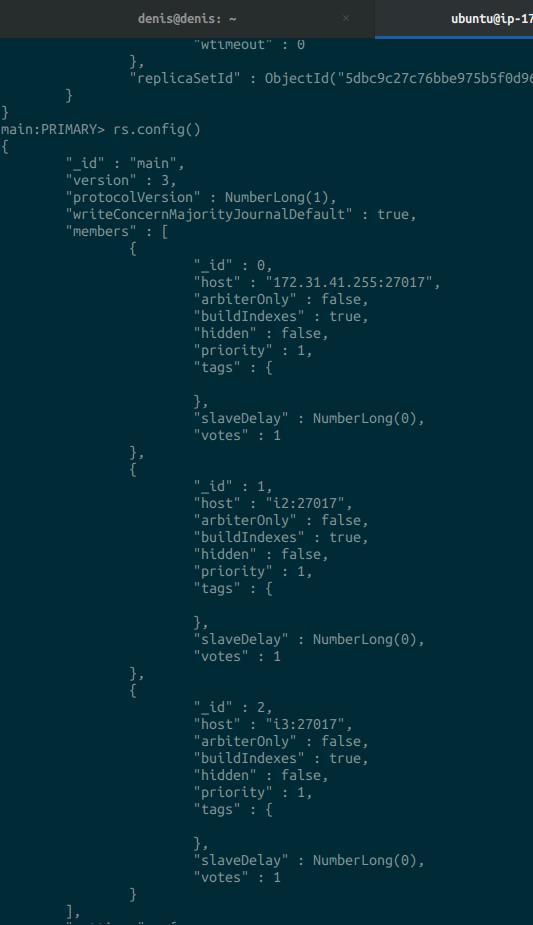 denis@denis: ~ ×
ubuntu@ip-17
"wtimeout" : 0
},
"replicaSetId" : ObjectId("5dbc9c27c76bbe975b5f0d96
}
}
main:PRIMARY> rs.config()
{
"_id" : "main",
"version" : 3,
"protocolVersion" : NumberLong(1),
"writeConcernMajorityJournalDefault" : true,
"members" : [
{
"_id" : 0,
"host" : "172.31.41.255:27017",
"arbiterOnly" : false,
"buildIndexes" : true,
"hidden" : false,
"priority" : 1,
"tags" : {
},
"slaveDelay" : NumberLong(0),
"votes" : 1
},
{
"_id" : 1,
"host" : "i2:27017",
"arbiterOnly" : false,
"buildIndexes" : true,
"hidden" : false,
"priority" : 1,
"tags" : {
},
"slaveDelay" : NumberLong(0),
"votes" : 1
},
{
"_id" : 2,
"host" : "i3:27017",
"arbiterOnly" : false,
"buildIndexes" : true,
"hidden" : false,
"priority" : 1,
"tags" : {
},
"slaveDelay" : NumberLong(0),
"votes" : 1
}
],